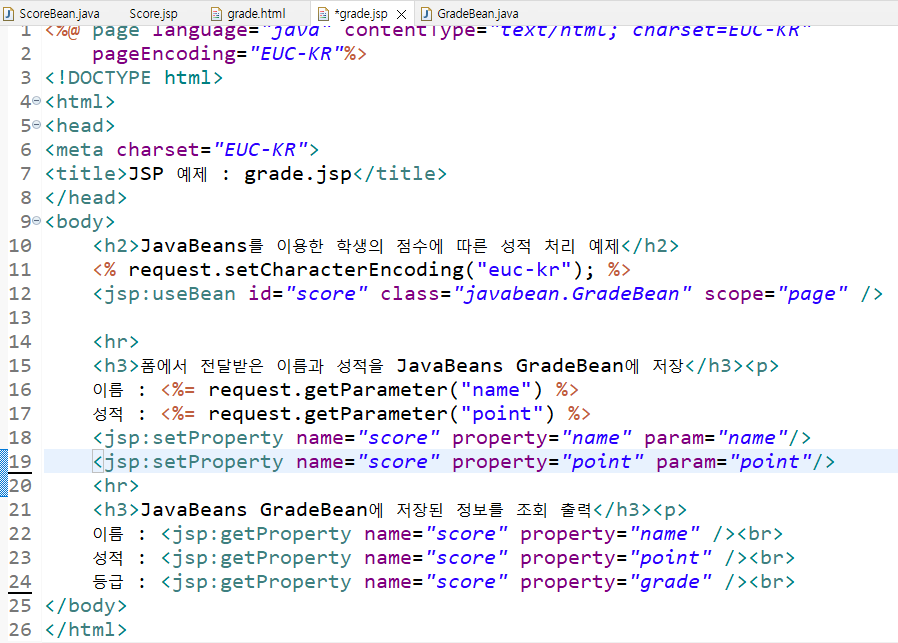 ScoreBean.java Score.jsp grade.html *grade.jsp GradeBean.java
1 <%@ page language="java" contentType="text/html; charset=EUC-KR"
2 pageEncoding="EUC-KR"%>
3 <!DOCTYPE html>
4 <html>
5 <head>
6 <meta charset="EUC-KR">
7 <title>JSP 예제 : grade.jsp</title>
8 </head>
9 <body>
10 <h2>JavaBeans를 이용한 학생의 점수에 따른 성적 처리 예제</h2>
11 <% request.setCharacterEncoding("euc-kr"); %>
12 <jsp:useBean id="score" class="javabean.GradeBean" scope="page" />
13
14 <hr>
15 <h3>폼에서 전달받은 이름과 성적을 JavaBeans GradeBean에 저장</h3><p>
16 이름 : <%= request.getParameter("name") %>
17 성적 : <%= request.getParameter("point") %>
18 <jsp:setProperty name="score" property="name" param="name"/>
19 <jsp:setProperty name="score" property="point" param="point"/>
20 <hr>
21 <h3>JavaBeans GradeBean에 저장된 정보를 조회 출력</h3><p>
22 이름 : <jsp:getProperty name="score" property="name" /><br>
23 성적 : <jsp:getProperty name="score" property="point" /><br>
24 등급 : <jsp:getProperty name="score" property="grade" /><br>
25 </body>
26 </html>